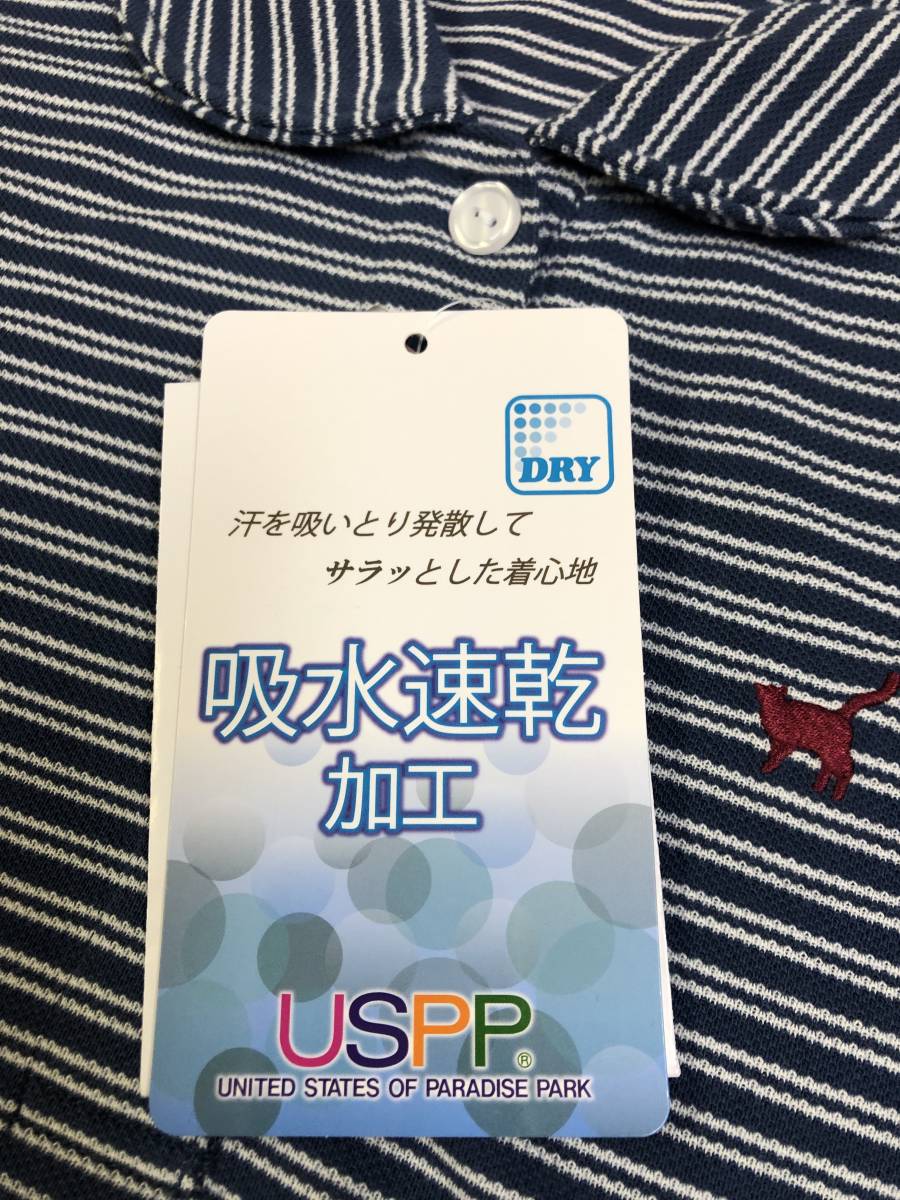 DRY
汗を吸いとり発散して
サラッとした着心地
吸水速乾
加工
USPP®
UNITED STATES OF PARADISE PARK